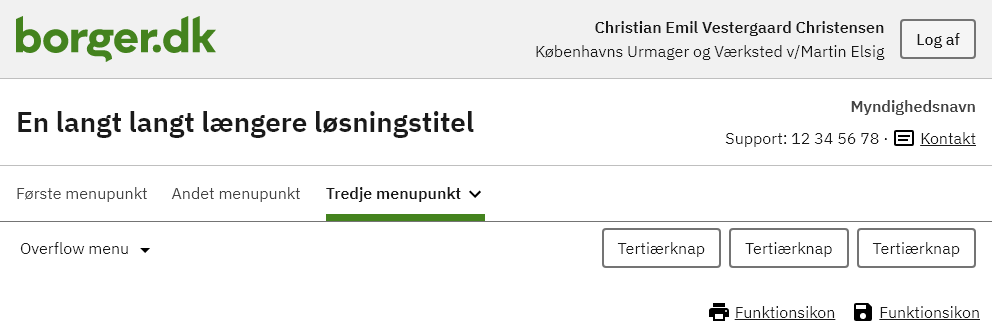 borger.dk
Christian Emil Vestergaard Christensen
Københavns Urmager og Værksted v/Martin Elsig
Log af
En langt langt længere løsningstitel
Myndighedsnavn
Support: 12 34 56 78 · Kontakt
Første menupunkt Andet menupunkt Tredje menupunkt
Overflow menu Tertiærknap Tertiærknap Tertiærknap
Funktionsikon Funktionsikon